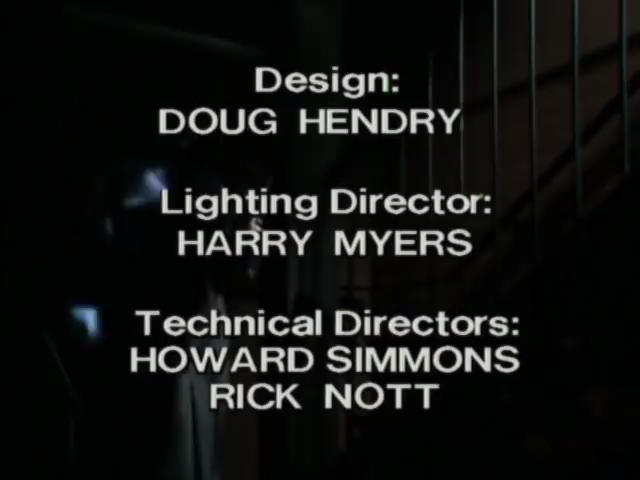 Design:
DOUG HENDRY
Lighting Director:
HARRY MYERS
Technical Directors:
HOWARD SIMMONS
RICK NOTT